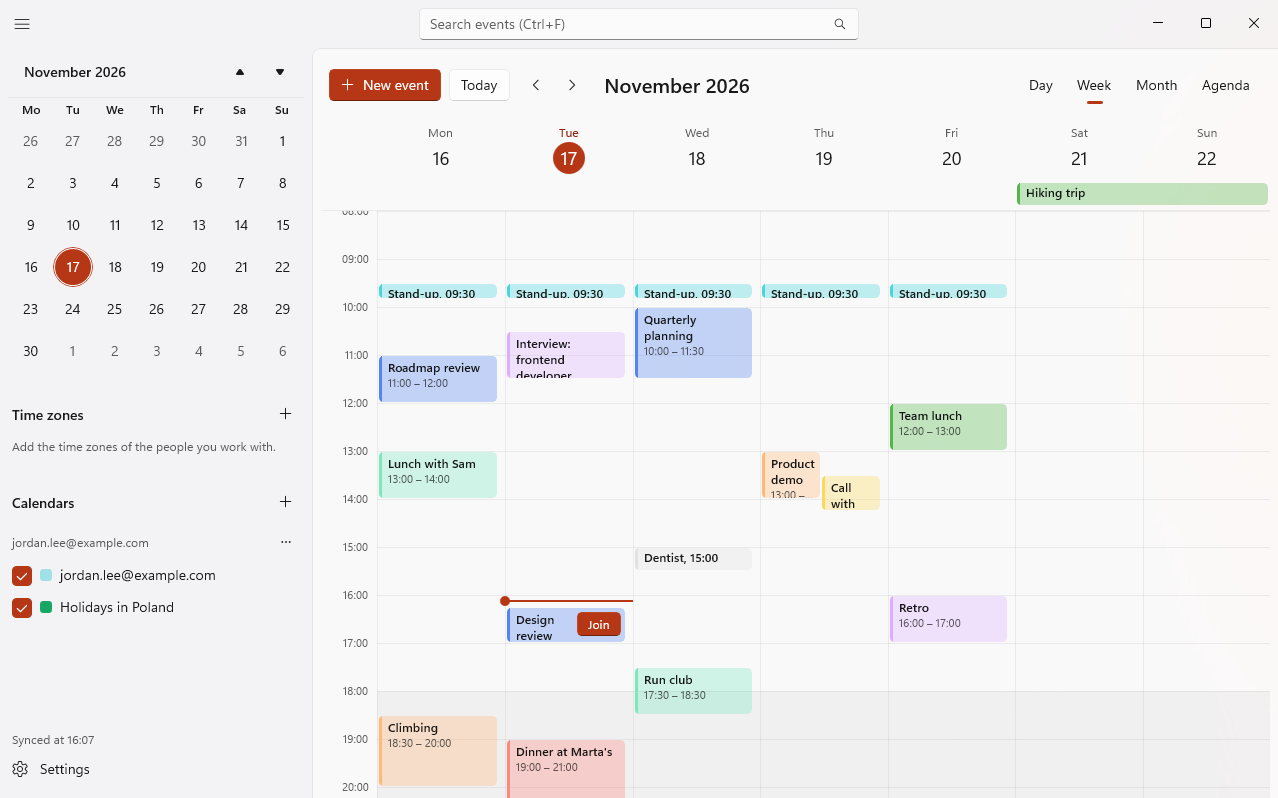 Search events (Ctrl+F)
November 2026
Mo Tu We Th Fr Sa Su
26 27 28 29 30 31 1
2 3 4 5 6 7 8
9 10 11 12 13 14 15
16 17 18 19 20 21 22
23 24 25 26 27 28 29
30 1 2 3 4 5 6
Time zones
Add the time zones of the people you work with.
Calendars
jordan.lee@example.com
jordan.lee@example.com
Holidays in Poland
Synced at 16:07
Settings
New event
Today
November 2026
Day Week Month Agenda
Mon Tue Wed Thu Fri Sat Sun
16 17 18 19 20 21 22
Hiking trip
08:00
09:00
10:00
11:00
12:00
13:00
14:00
15:00
16:00
17:00
18:00
19:00
20:00
Stand-up, 09:30
Roadmap review
11:00 – 12:00
Lunch with Sam
13:00 – 14:00
Climbing
18:30 – 20:00
Stand-up, 09:30
Interview:
frontend
developer
Design
review
Join
Dinner at Marta's
19:00 – 21:00
Stand-up, 09:30
Quarterly
planning
10:00 – 11:30
Dentist, 15:00
Run club
17:30 – 18:30
Stand-up, 09:30
Product
demo
13:00 –
Call
with
Stand-up, 09:30
Team lunch
12:00 – 13:00
Retro
16:00 – 17:00